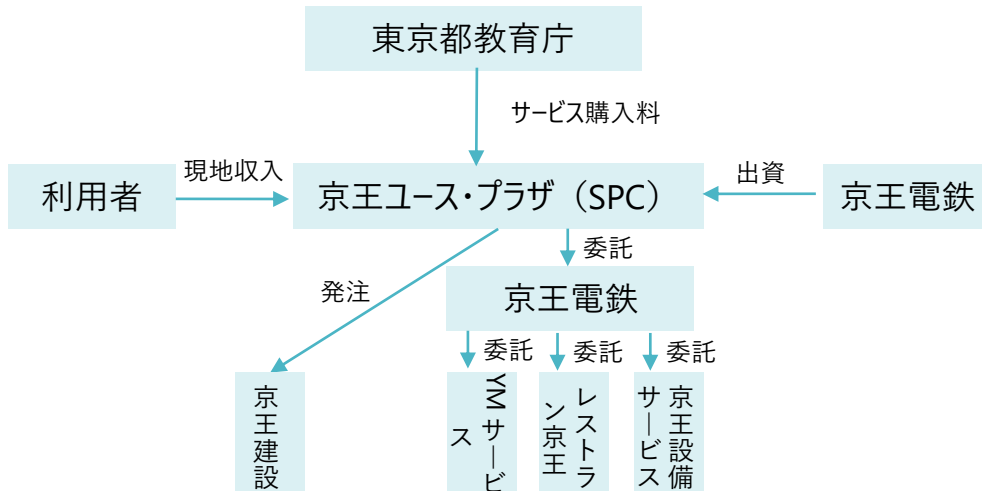 東京都教育庁
サービス購入料
利用者
現地収入
京王ユース・プラザ（SPC）
出資
京王電鉄
委託
発注
京王電鉄
委託
委託
委託
京王建設
YMサービ
ス
レストラ
ン京王
京王設備
サービス